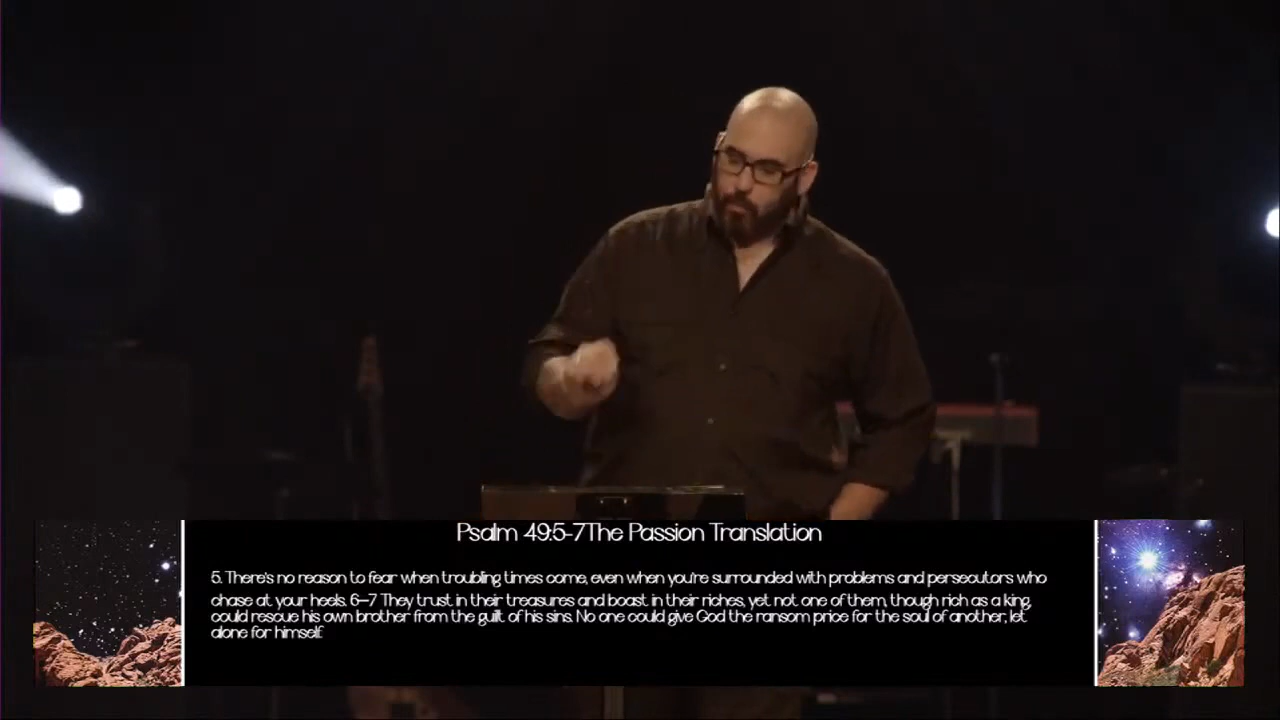 Psalm 49:5-7The Passion Translation
5. There's no reason to fear when troubling times come, even when you're surrounded with problems and persecutors who
chase at your heels. 6–7 They trust in their treasures and boast in their riches, yet not one of them, though rich as a king,
could rescue his own brother from the guilt of his sins. No one could give God the ransom price for the soul of another, let
alone for himself.